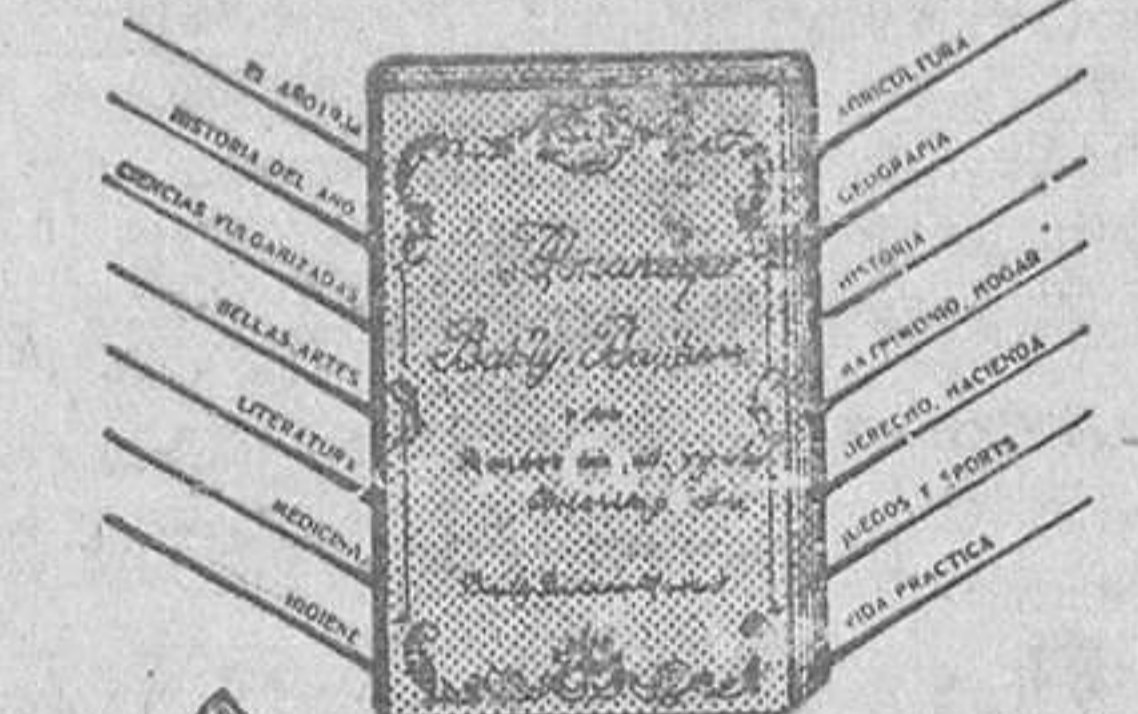 EL AÑO
HISTORIA DEL AÑO
CIENCIAS VULGARIZADAS
BELLAS-ARTES
LITERATURA
MEDICINA
HIGIENE
Almanaque
Bailly-Bailliere
AGRICULTURA
GEOGRAFIA
HISTORIA
MATRIMONIO, HOGAR
DERECHO, HACIENDA
JUEGOS Y SPORTS
VIDA PRACTICA